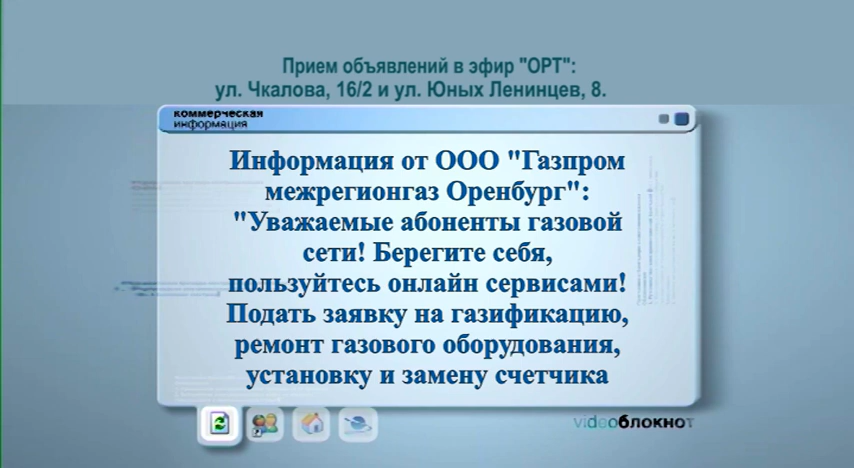 Прием объявлений в эфир "ОРТ":
ул. Чкалова, 16/2 и ул. Юных Ленинцев, 8.
коммерческая
информация
Информация от ООО "Газпром
межрегионгаз Оренбург":
"Уважаемые абоненты газовой
сети! Берегите себя,
пользуйтесь онлайн сервисами!
Подать заявку на газификацию,
ремонт газового оборудования,
установку и замену счетчика
videoблокнот